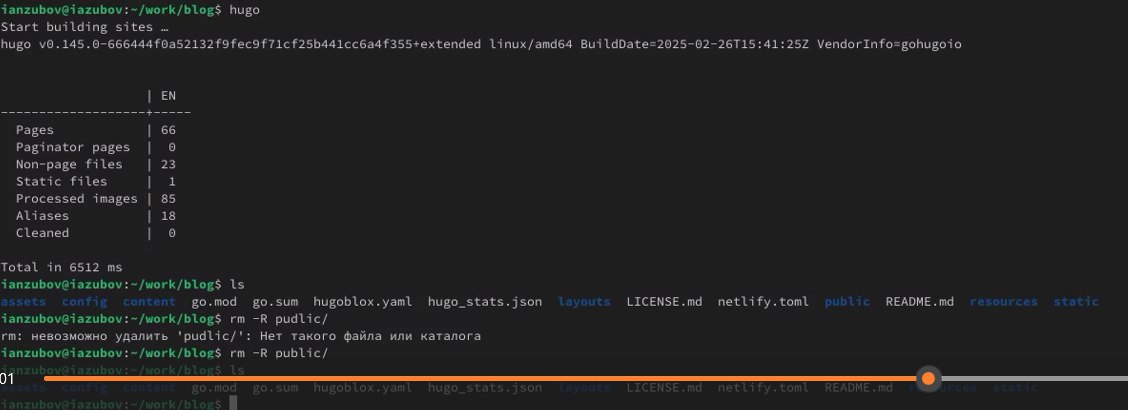 ianzubov@iazubov:~/work/blog$ hugo
Start building sites …
hugo v0.145.0-666444f0a52132f9fec9f71cf25b441cc6a4f355+extended linux/amd64 BuildDate=2025-02-26T15:41:25Z VendorInfo=gohugoio
| EN
-------------------+-----
Pages | 66
Paginator pages | 0
Non-page files | 23
Static files | 1
Processed images | 85
Aliases | 18
Cleaned | 0
Total in 6512 ms
ianzubov@iazubov:~/work/blog$ ls
assets config content go.mod go.sum hugoblox.yaml hugo_stats.json layouts LICENSE.md netlify.toml public README.md resources static
ianzubov@iazubov:~/work/blog$ rm -R pudlic/
rm: невозможно удалить 'pudlic/': Нет такого файла или каталога
ianzubov@iazubov:~/work/blog$ rm -R public/
ianzubov@iazubov:~/work/blog$ ls
01 assets config content go.mod go.sum hugoblox.yaml hugo_stats.json layouts LICENSE.md netlify.toml README.md resources static
ianzubov@iazubov:~/work/blog$